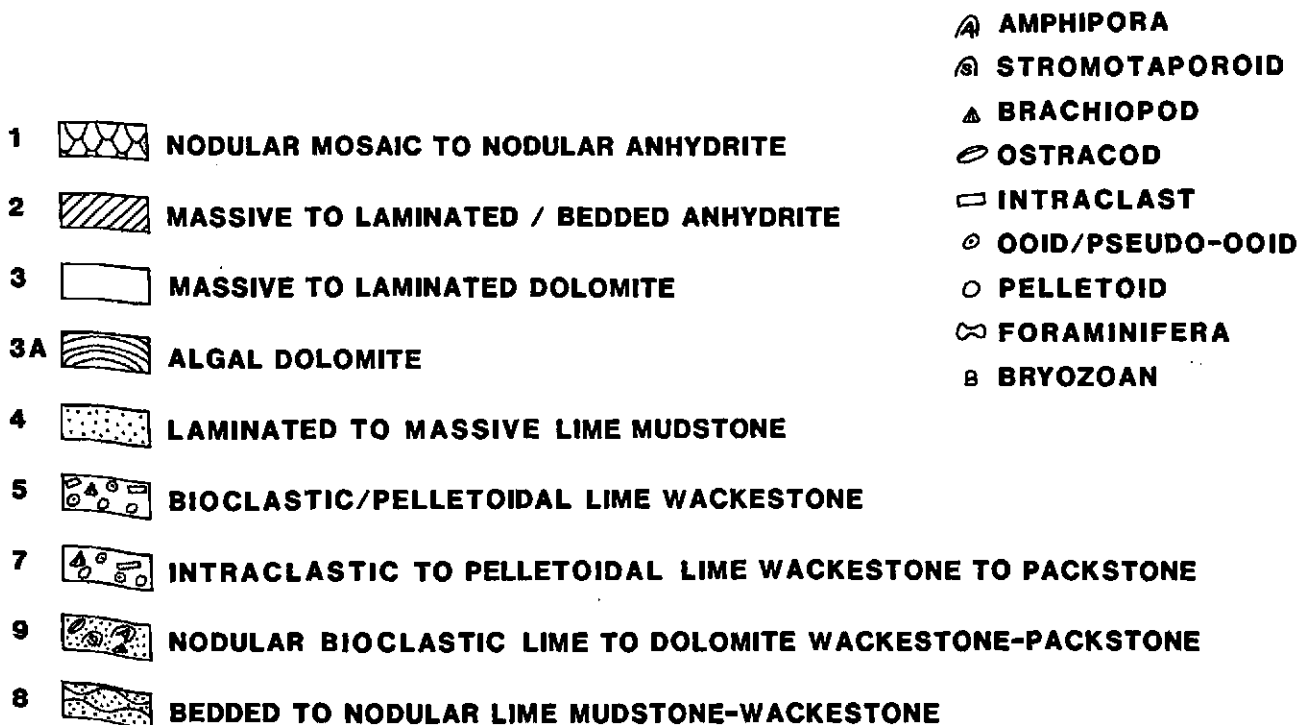 AMPHIPORA
STROMOTAPOROID
BRACHIOPOD
OSTRACOD
INTRACLAST
OOID/PSEUDO-OOID
PELLETOID
FORAMINIFERA
B BRYOZOAN
1 NODULAR MOSAIC TO NODULAR ANHYDRITE
2 MASSIVE TO LAMINATED / BEDDED ANHYDRITE
3 MASSIVE TO LAMINATED DOLOMITE
3A ALGAL DOLOMITE
4 LAMINATED TO MASSIVE LIME MUDSTONE
5 BIOCLASTIC/PELLETOIDAL LIME WACKESTONE
7 INTRACLASTIC TO PELLETOIDAL LIME WACKESTONE TO PACKSTONE
9 NODULAR BIOCLASTIC LIME TO DOLOMITE WACKESTONE-PACKSTONE
8 BEDDED TO NODULAR LIME MUDSTONE-WACKESTONE